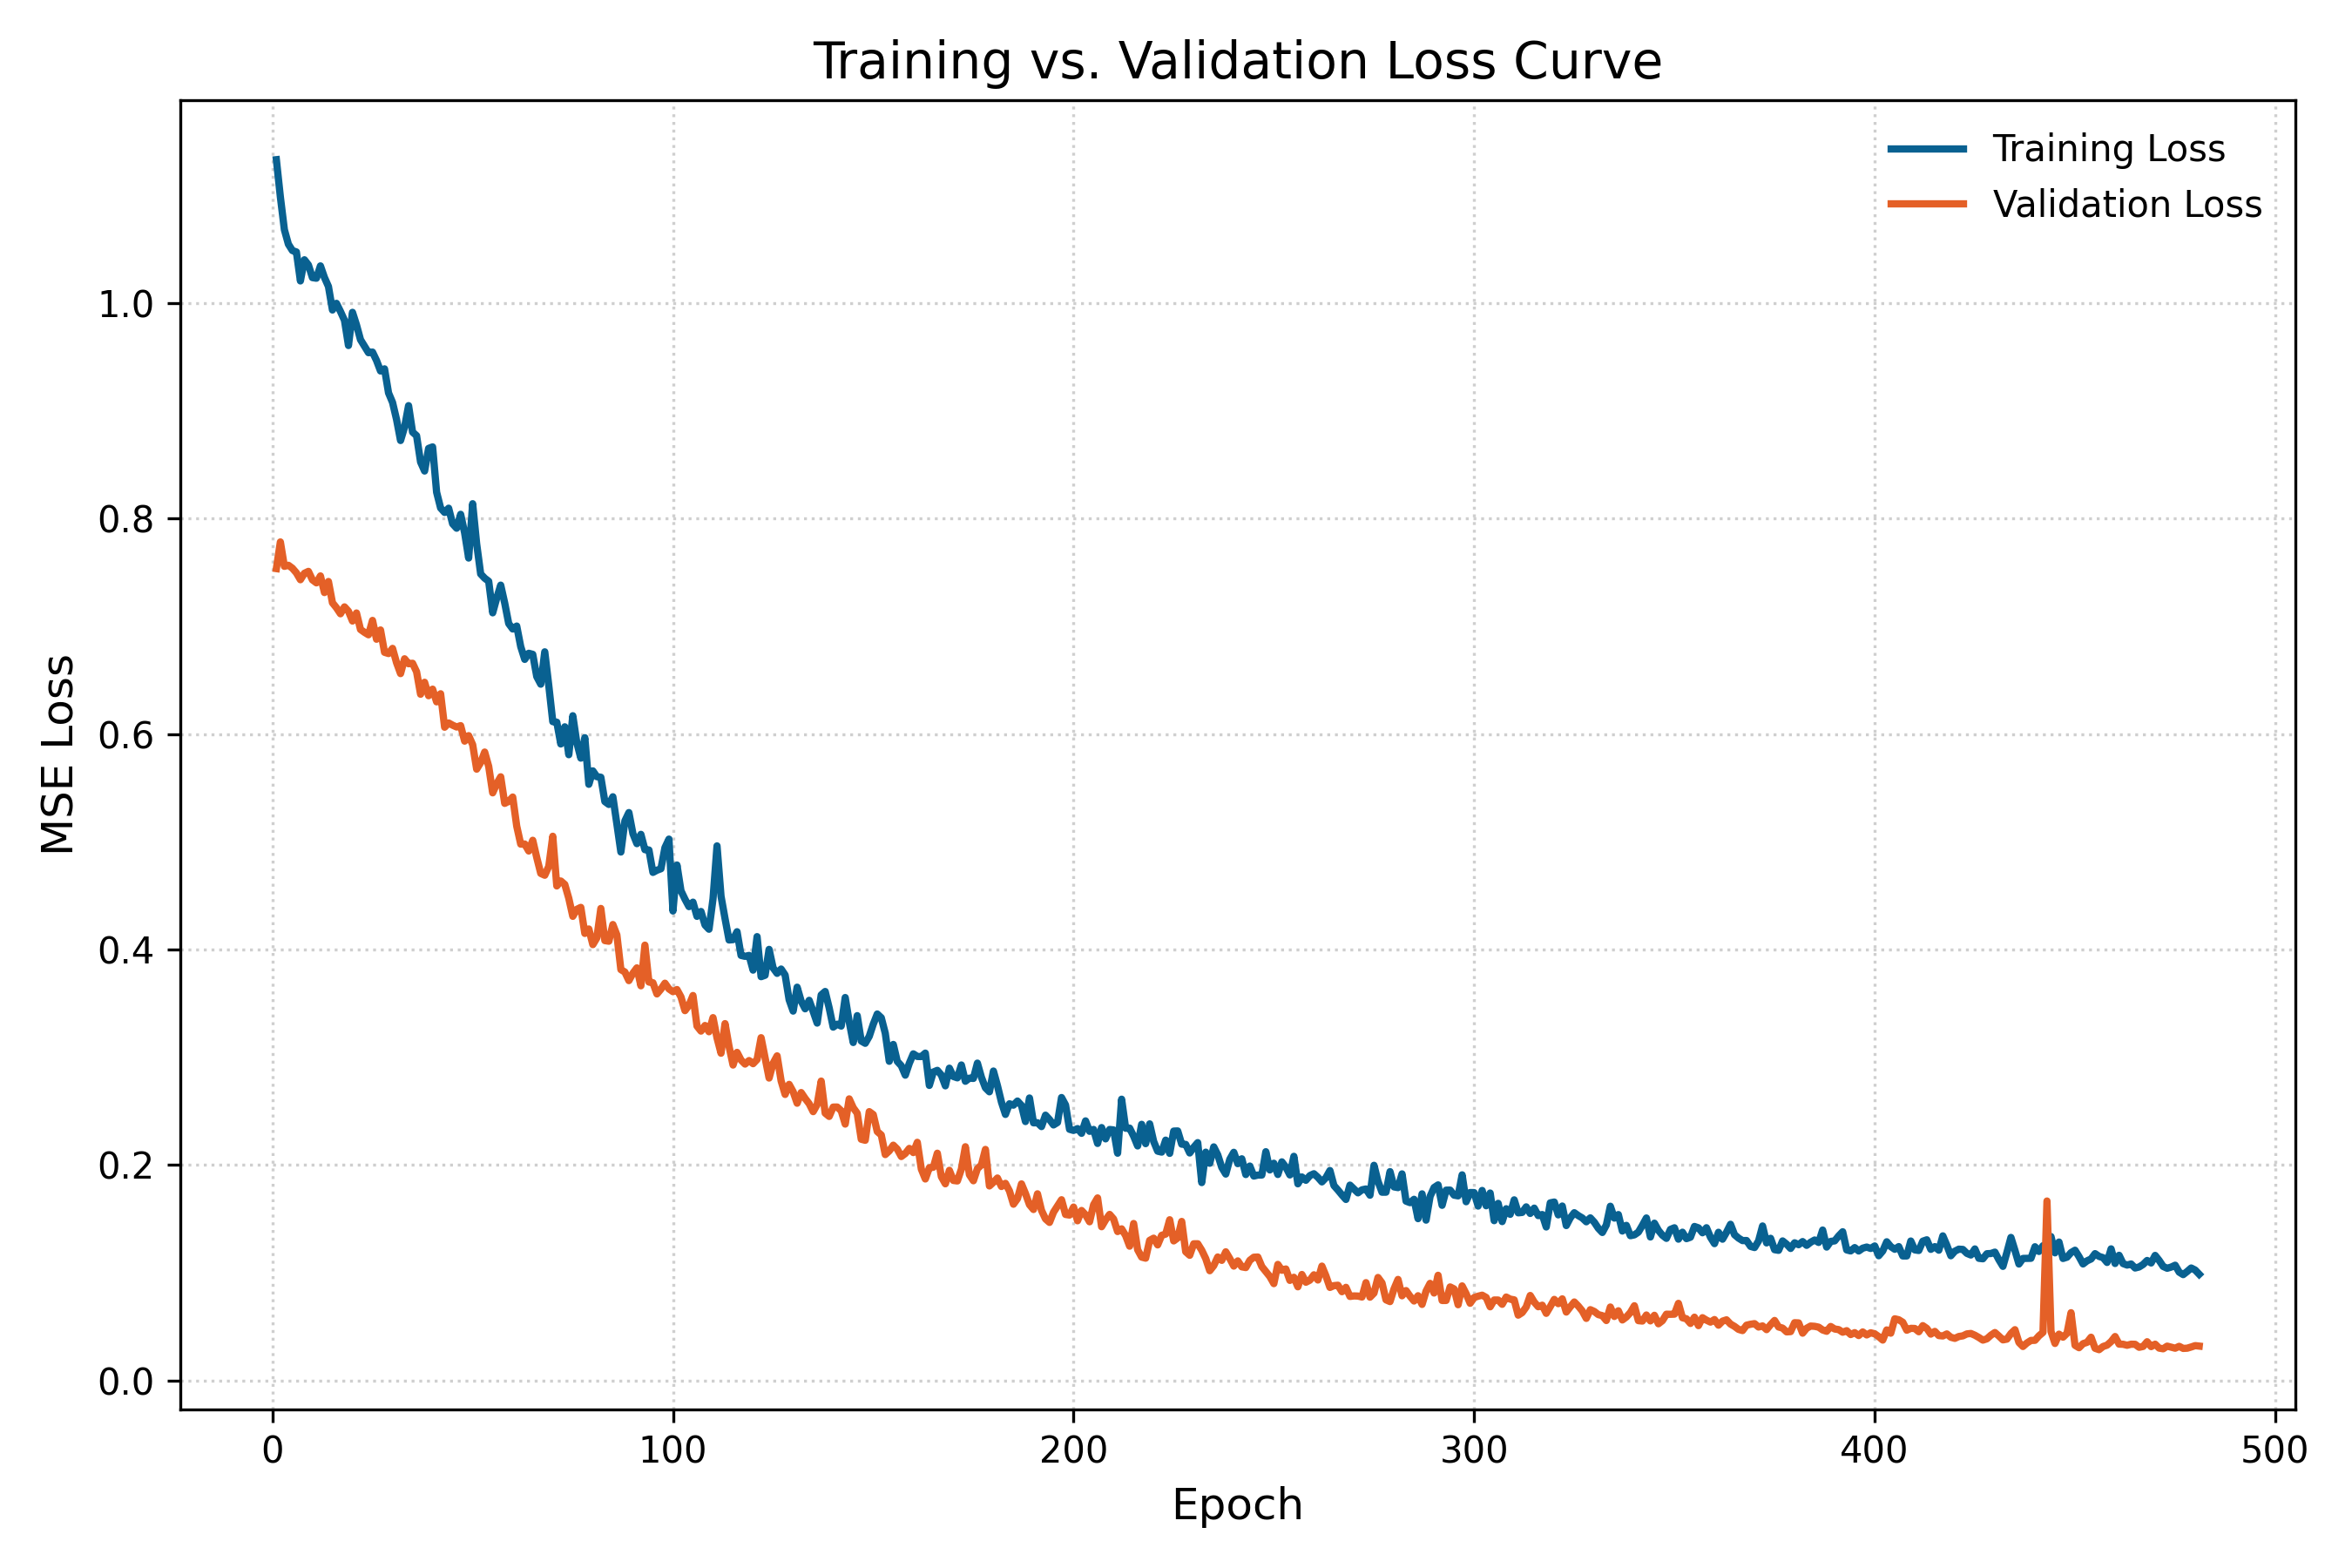 Training vs. Validation Loss Curve
Training Loss
Validation Loss
MSE Loss
1.0
0.8
0.6
0.4
0.2
0.0
0 100 200 300 400 500
Epoch